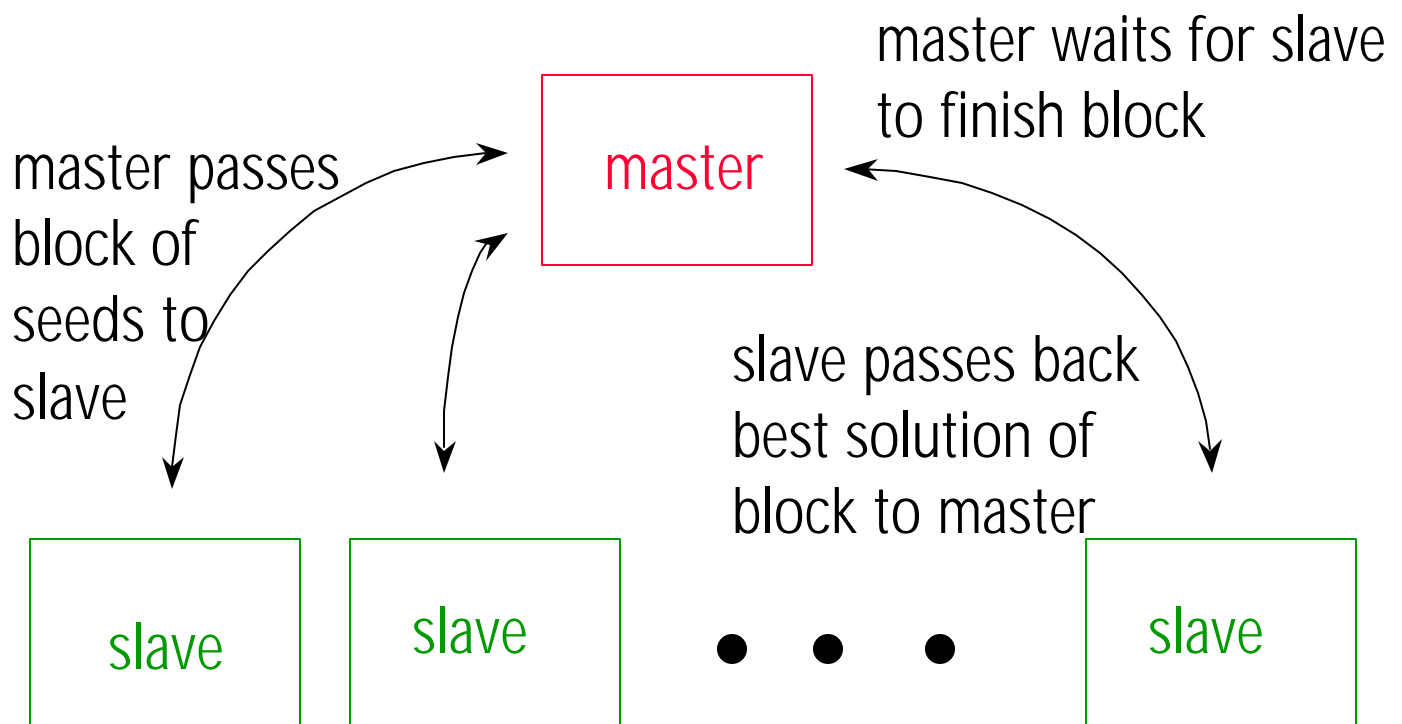 master waits for slave
to finish block
master
master passes
block of
seeds to
slave
slave passes back
best solution of
block to master
slave
slave
slave